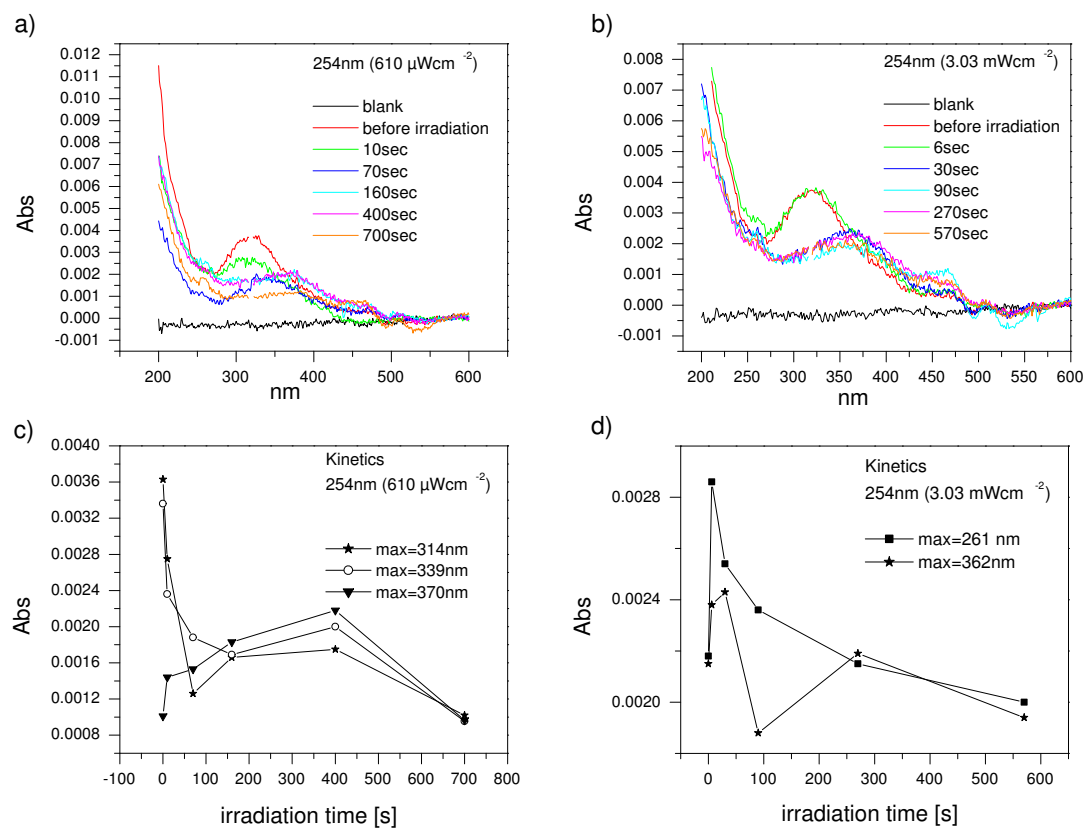 a)
254nm (610 µWcm -2)
blank
before irradiation
10sec
70sec
160sec
400sec
700sec
Abs
0.012
0.011
0.010
0.009
0.008
0.007
0.006
0.005
0.004
0.003
0.002
0.001
0.000
-0.001
200 300 400 500 600
nm
b)
254nm (3.03 mWcm -2)
blank
before irradiation
6sec
30sec
90sec
270sec
570sec
Abs
0.008
0.007
0.006
0.005
0.004
0.003
0.002
0.001
0.000
-0.001
200 250 300 350 400 450 500 550 600
nm
c)
Kinetics
254nm (610 µWcm -2)
max=314nm
max=339nm
max=370nm
Abs
0.0040
0.0036
0.0032
0.0028
0.0024
0.0020
0.0016
0.0012
0.0008
-100 0 100 200 300 400 500 600 700 800
irradiation time [s]
d)
Kinetics
254nm (3.03 mWcm -2)
max=261 nm
max=362nm
Abs
0.0028
0.0024
0.0020
0 100 200 300 400 500 600
irradiation time [s]